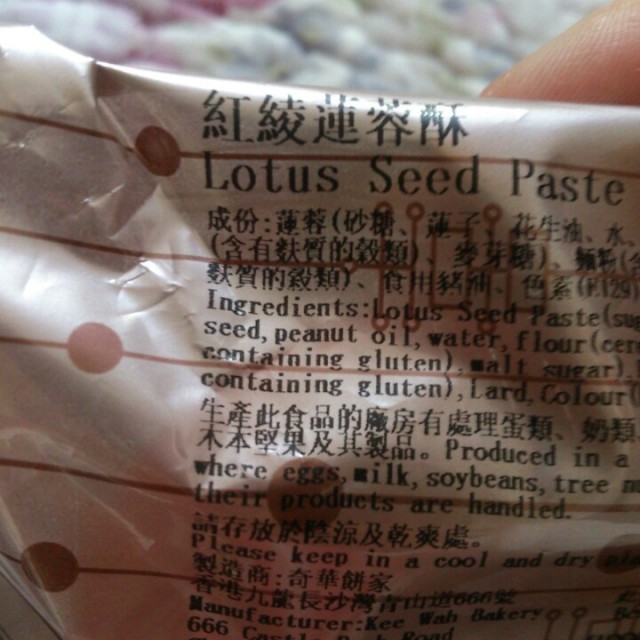 紅綾蓮蓉酥
Lotus Seed Paste
成份:蓮蓉(砂糖、蓮子、花生油、水、
(含有麩質的穀類)、麥芽糖)、麵粉(含
麩質的穀類)、食用豬油、色素(E129)
Ingredients:Lotus Seed Paste(su
seed,peanut oil,water,flour(cer
containing gluten),malt sugar),
containing gluten),Lard,Colour(
生產此食品的廠房有處理蛋類、奶類
木本堅果及其製品。Produced in a
where eggs,milk,soybeans,tree
their products are handled.
請存放於陰涼及乾爽處。
Please keep in a cool and dry
製造商:奇華餅家
香港九龍長沙灣青山道666號
Manufacturer:Kee Wah Bakery
666 Castle Peak Road